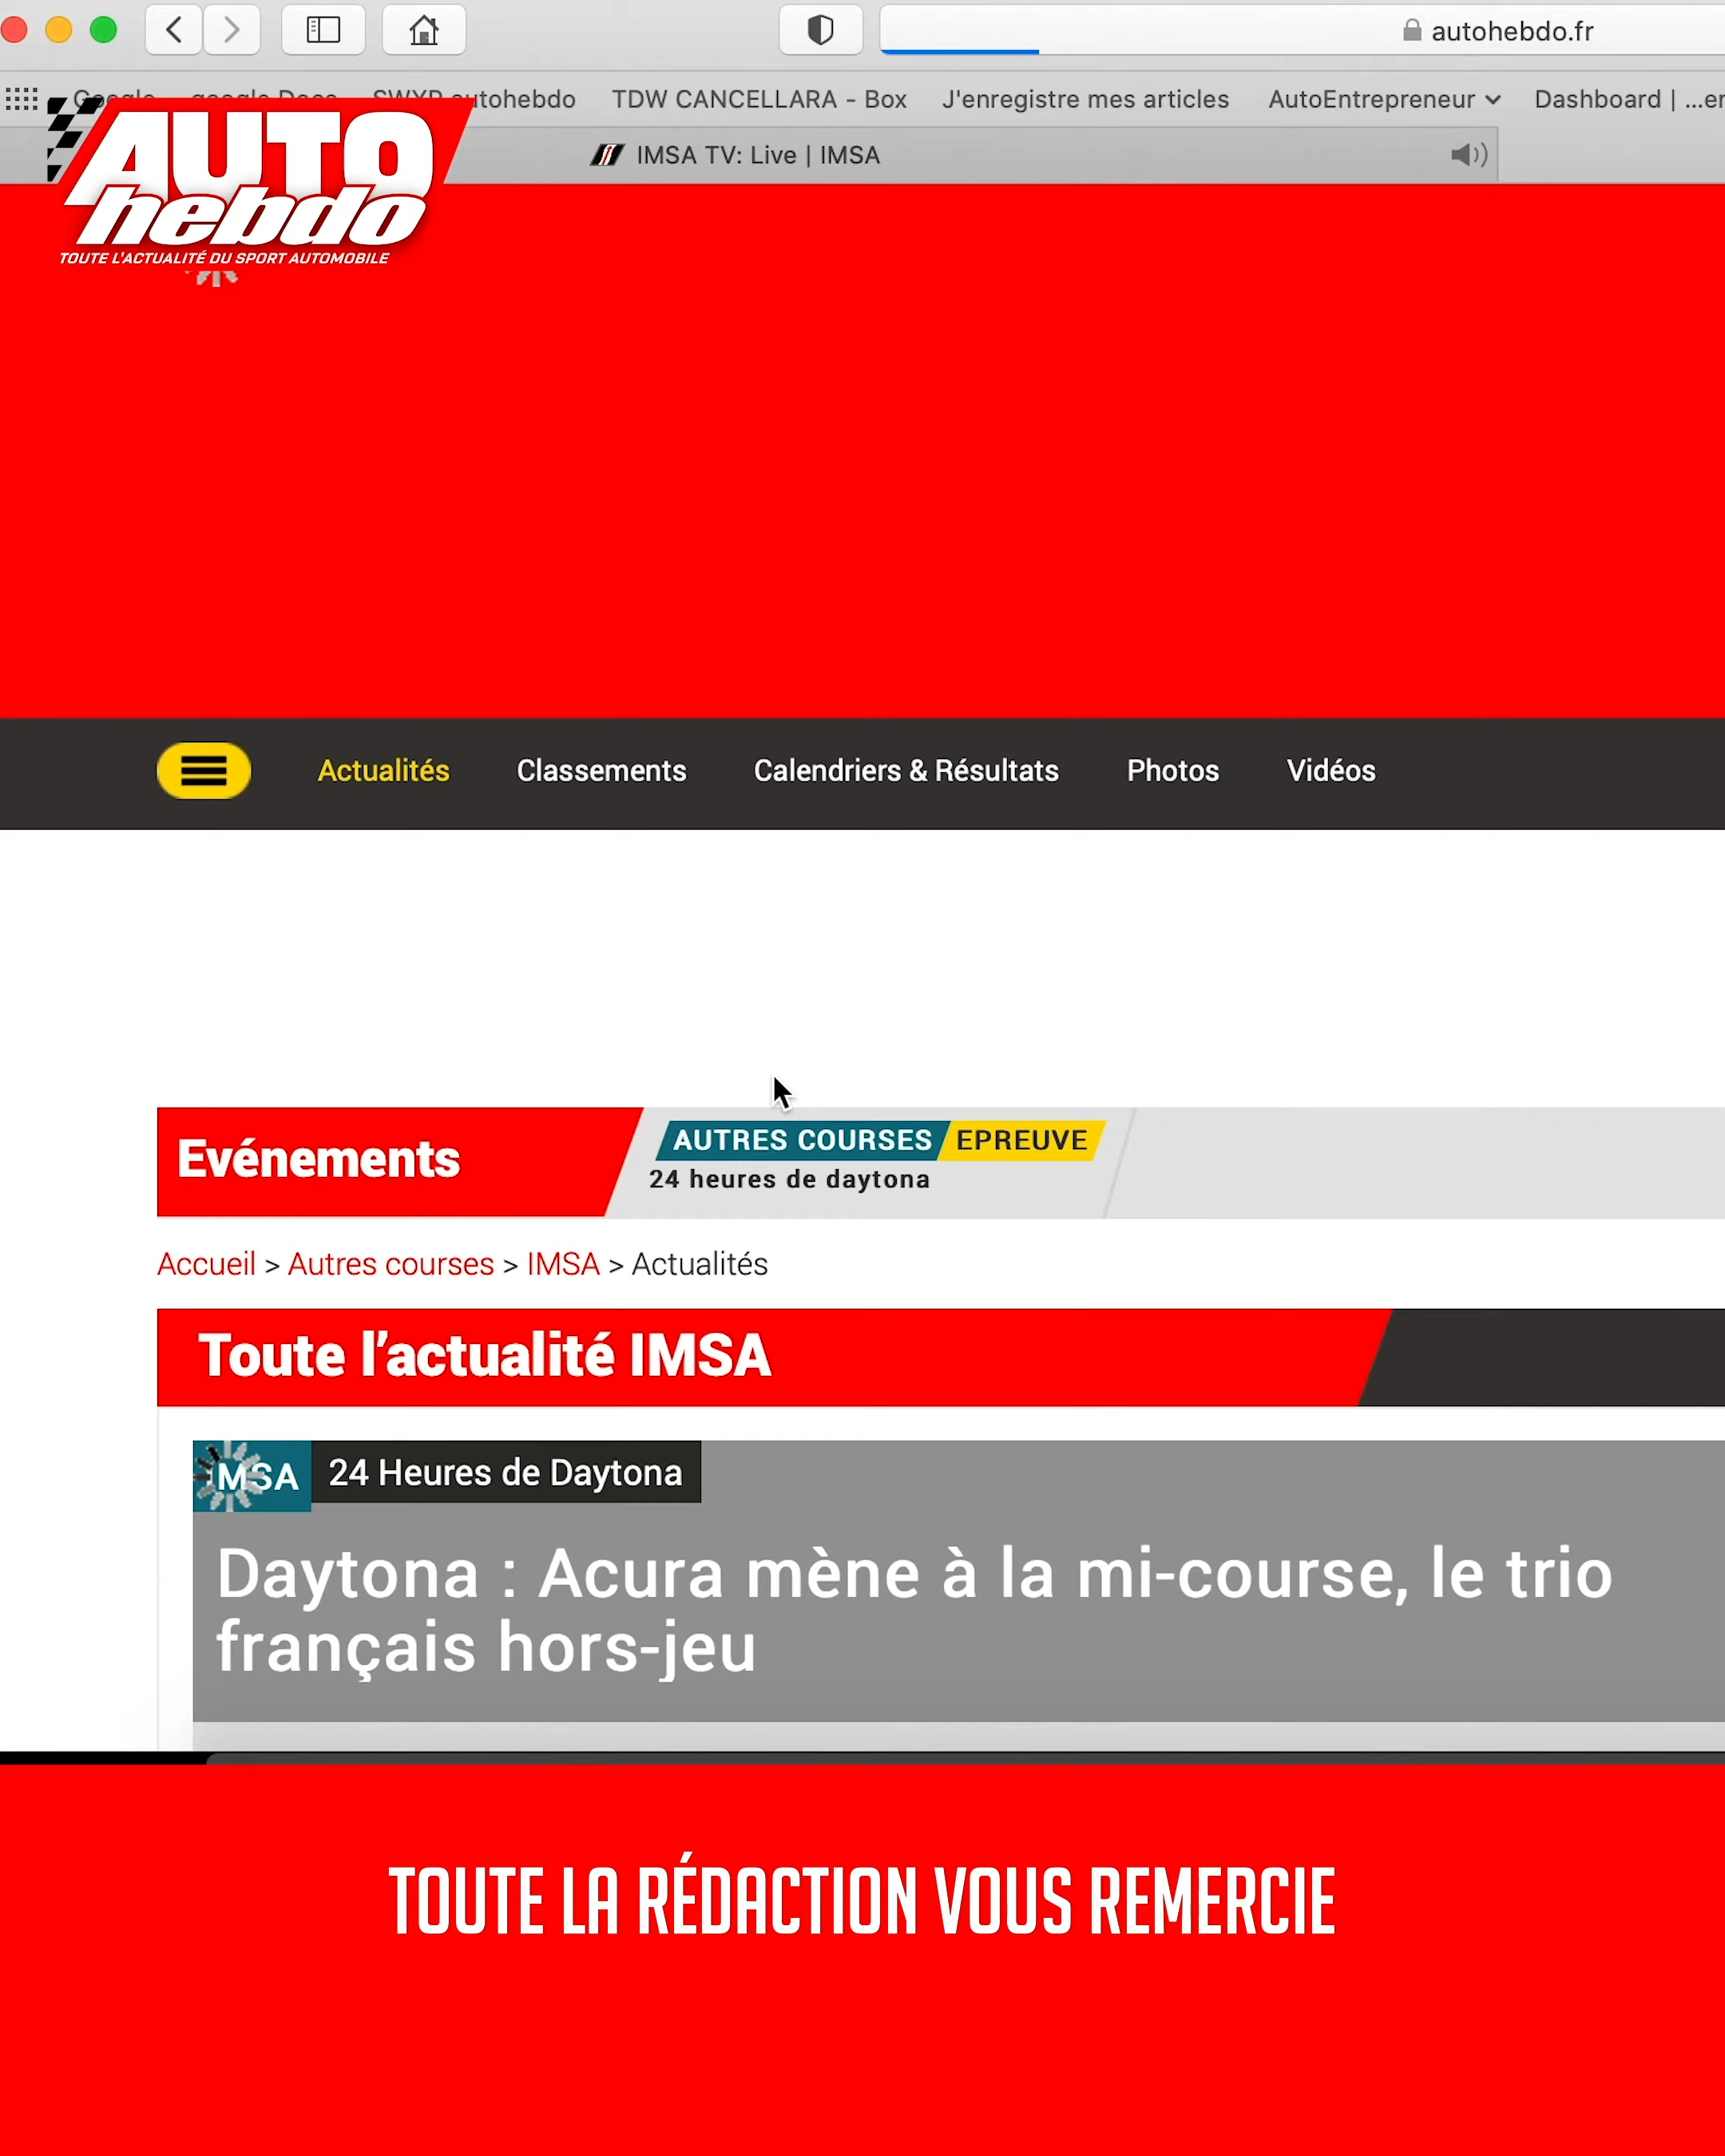 autohebdo.fr
Google
google Docs
SWYP autohebdo
TDW CANCELLARA - Box
J'enregistre mes articles
AutoEntrepreneur
Dashboard | ...er
IMSA TV: Live | IMSA
AUTO
hebdo
TOUTE L'ACTUALITÉ DU SPORT AUTOMOBILE
Actualités
Classements
Calendriers & Résultats
Photos
Vidéos
Evénements
AUTRES COURSES EPREUVE
24 heures de daytona
Accueil > Autres courses > IMSA > Actualités
Toute l'actualité IMSA
IMSA 24 Heures de Daytona
Daytona : Acura mène à la mi-course, le trio
français hors-jeu
TOUTE LA RÉDACTION VOUS REMERCIE